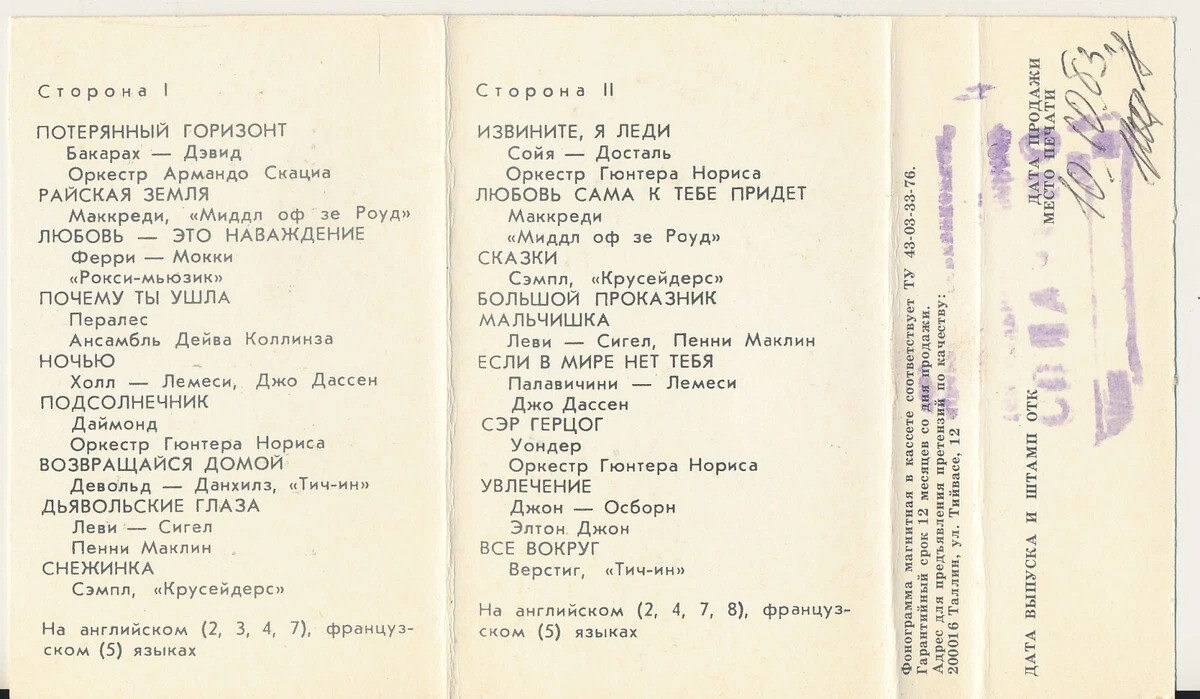 Сторона I
ПОТЕРЯННЫЙ ГОРИЗОНТ
Бакарах — Дэвид
Оркестр Армандо Скациа
РАЙСКАЯ ЗЕМЛЯ
Маккреди, «Миддл оф зе Роуд»
ЛЮБОВЬ — ЭТО НАВАЖДЕНИЕ
Ферри — Мокки
«Рокси-мьюзик»
ПОЧЕМУ ТЫ УШЛА
Пералес
Ансамбль Дейва Коллинза
НОЧЬЮ
Холл — Лемеси, Джо Дассен
ПОДСОЛНЕЧНИК
Даймонд
Оркестр Гюнтера Нориса
ВОЗВРАЩАЙСЯ ДОМОЙ
Девольд — Данхилз, «Тич-ин»
ДЬЯВОЛЬСКИЕ ГЛАЗА
Леви — Сигел
Пенни Маклин
СНЕЖИНКА
Сэмпл, «Крусейдерс»
На английском (2, 3, 4, 7), француз-
ском (5) языках
Сторона II
ИЗВИНИТЕ, Я ЛЕДИ
Сойя — Досталь
Оркестр Гюнтера Нориса
ЛЮБОВЬ САМА К ТЕБЕ ПРИДЕТ
Маккреди
«Миддл оф зе Роуд»
СКАЗКИ
Сэмпл, «Крусейдерс»
БОЛЬШОЙ ПРОКАЗНИК
МАЛЬЧИШКА
Леви — Сигел, Пенни Маклин
ЕСЛИ В МИРЕ НЕТ ТЕБЯ
Палавичини — Лемеси
Джо Дассен
СЭР ГЕРЦОГ
Уондер
Оркестр Гюнтера Нориса
УВЛЕЧЕНИЕ
Джон — Осборн
Элтон Джон
ВСЕ ВОКРУГ
Верстиг, «Тич-ин»
На английском (2, 4, 7, 8), француз-
ском (5) языках
Фонограмма магнитная в кассете соответствует ТУ 43-03-33-76.
Гарантийный срок 12 месяцев со дня продажи.
Адрес для предъявления претензий по качеству:
200016 Таллин, ул. Тийвасе, 12
ДАТА ВЫПУСКА И ШТАМП ОТК
ДАТА ПРОДАЖИ
МЕСТО ПЕЧАТИ